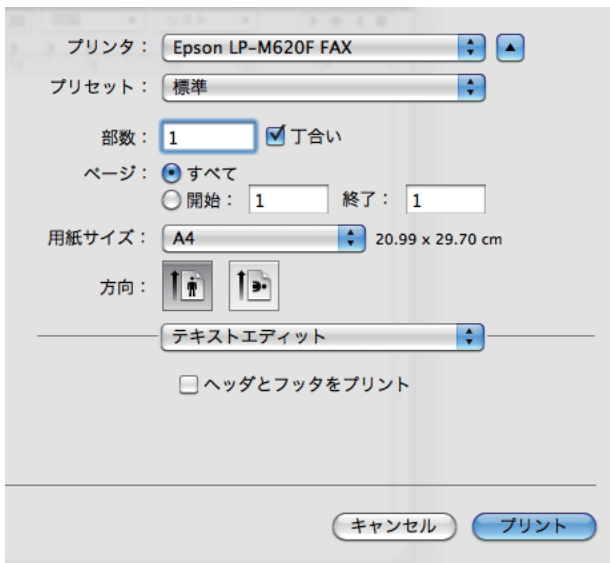 プリンタ： Epson LP-M620F FAX
プリセット： 標準
部数： 1 丁合い
ページ： すべて
開始： 1 終了： 1
用紙サイズ： A4 20.99 x 29.70 cm
方向：
テキストエディット
ヘッダとフッタをプリント
キャンセル プリント